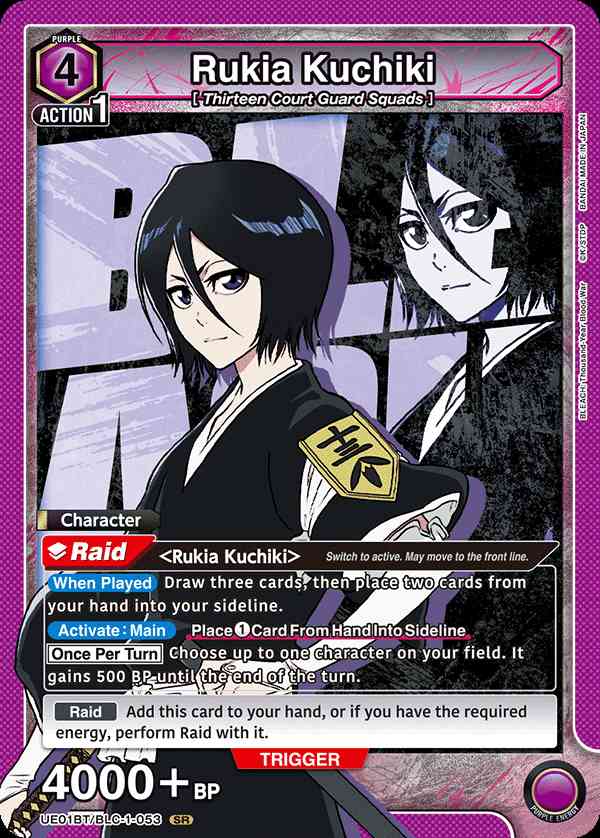 PURPLE
4
ACTION 1
Rukia Kuchiki
[ Thirteen Court Guard Squads ]
BLEACH: Thousand-Year Blood War ©K/STDP BANDAI MADE IN JAPAN
BL
十三
Character
Raid <Rukia Kuchiki> Switch to active. May move to the front line.
When Played Draw three cards, then place two cards from
your hand into your sideline.
Activate: Main Place ❶ Card From Hand Into Sideline
Once Per Turn Choose up to one character on your field. It
gains 500 BP until the end of the turn.
Raid Add this card to your hand, or if you have the required
energy, perform Raid with it.
TRIGGER
4000+ BP
UE01BT/BLC-1-053 SR
PURPLE ENERGY